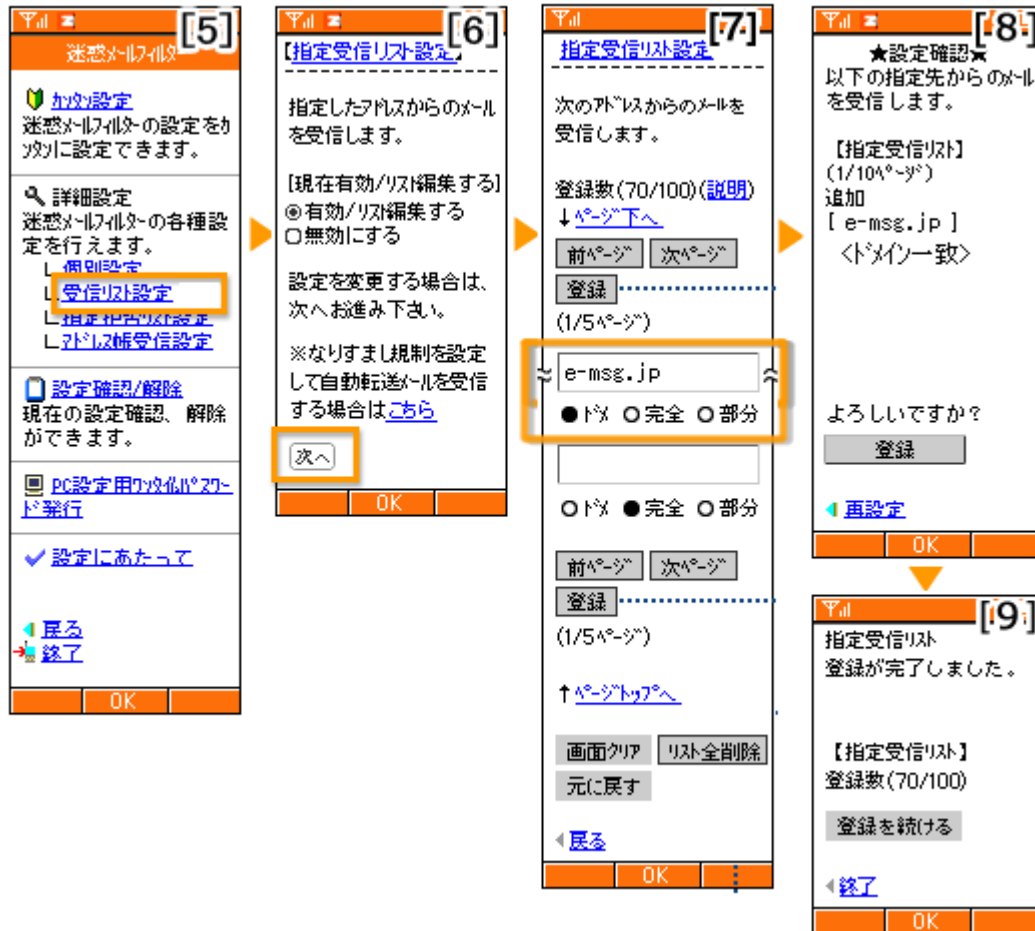 [5]
迷惑ﾒｰﾙﾌｨﾙﾀｰ
ｶﾝﾀﾝ設定
迷惑ﾒｰﾙﾌｨﾙﾀｰの設定をｶ
ﾝﾀﾝに設定できます。
詳細設定
迷惑ﾒｰﾙﾌｨﾙﾀｰの各種設
定を行えます。
個別設定
受信ﾘｽﾄ設定
指定拒否ﾘｽﾄ設定
ｱﾄﾞﾚｽ帳受信設定
設定確認/解除
現在の設定確認、解除
ができます。
PC設定用ﾜﾝﾀｲﾑﾊﾟｽﾜｰ
ﾄﾞ発行
設定にあたって
戻る
終了
OK
[6]
【指定受信ﾘｽﾄ設定】
指定したｱﾄﾞﾚｽからのﾒｰﾙ
を受信します。
[現在有効/ﾘｽﾄ編集する]
◉有効/ﾘｽﾄ編集する
○無効にする
設定を変更する場合は、
次へお進み下さい。
※なりすまし規制を設定
して自動転送ﾒｰﾙを受信
する場合はこちら
次へ
OK
[7]
指定受信ﾘｽﾄ設定
次のｱﾄﾞﾚｽからのﾒｰﾙを
受信します。
登録数(70/100)(説明)
↓ﾍﾟｰｼﾞ下へ
前ﾍﾟｰｼﾞ 次ﾍﾟｰｼﾞ
登録
(1/5ﾍﾟｰｼﾞ)
e-msg.jp
●ﾄﾞﾒ ○完全 ○部分
○ﾄﾞﾒ ●完全 ○部分
前ﾍﾟｰｼﾞ 次ﾍﾟｰｼﾞ
登録
(1/5ﾍﾟｰｼﾞ)
↑ﾍﾟｰｼﾞﾄｯﾌﾟへ
画面ｸﾘｱ ﾘｽﾄ全削除
元に戻す
戻る
OK
[8]
★設定確認★
以下の指定先からのﾒｰﾙ
を受信します。
【指定受信ﾘｽﾄ】
(1/10ﾍﾟｰｼﾞ)
追加
[ e-msg.jp ]
<ﾄﾞﾒｲﾝ一致>
よろしいですか？
登録
再設定
OK
[9]
指定受信ﾘｽﾄ
登録が完了しました。
【指定受信ﾘｽﾄ】
登録数(70/100)
登録を続ける
終了
OK